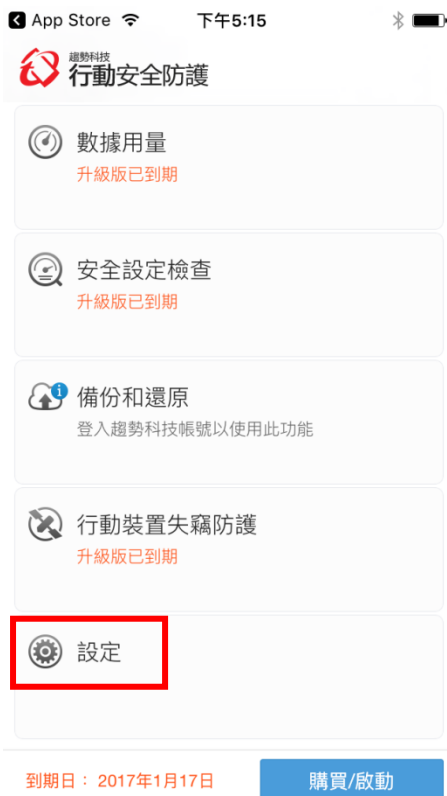 App Store 下午5:15
趨勢科技
行動安全防護
數據用量
升級版已到期
安全設定檢查
升級版已到期
i
備份和還原
登入趨勢科技帳號以使用此功能
行動裝置失竊防護
升級版已到期
設定
到期日： 2017年1月17日 購買/啟動